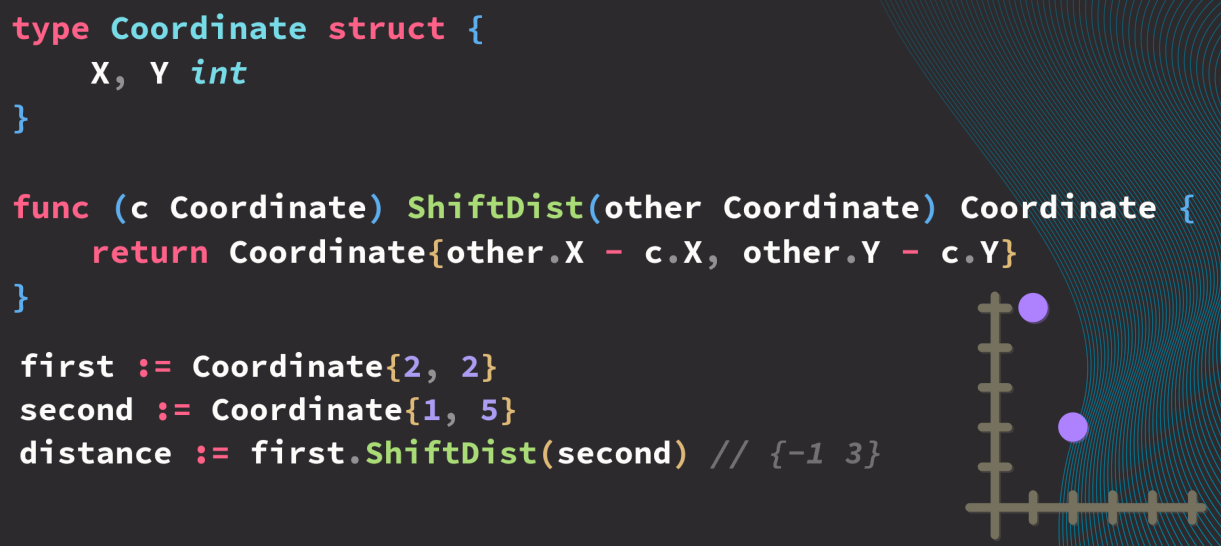 type Coordinate struct {
    X, Y int
}
func (c Coordinate) ShiftDist(other Coordinate) Coordinate {
    return Coordinate{other.X - c.X, other.Y - c.Y}
}
first := Coordinate{2, 2}
second := Coordinate{1, 5}
distance := first.ShiftDist(second) // {-1 3}